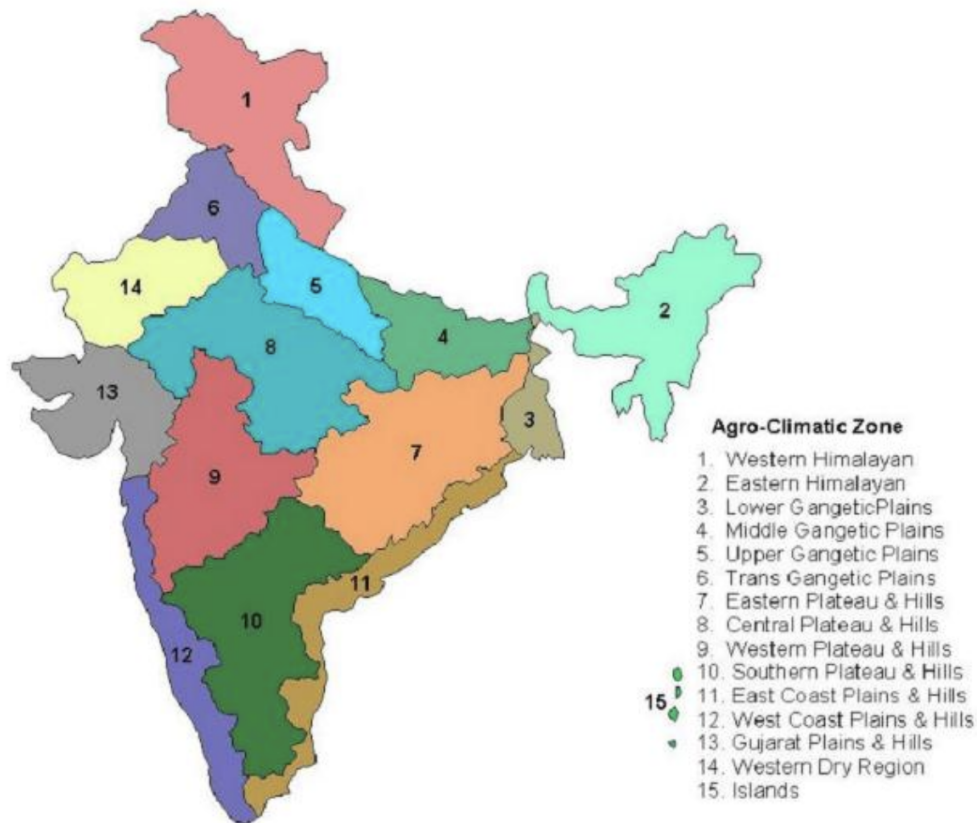 1
6
14
5
2
8
4
13
3
7
9
11
10
12
15
Agro-Climatic Zone
1. Western Himalayan
2. Eastern Himalayan
3. Lower GangeticPlains
4. Middle Gangetic Plains
5. Upper Gangetic Plains
6. Trans Gangetic Plains
7. Eastern Plateau & Hills
8. Central Plateau & Hills
9. Western Plateau & Hills
10. Southern Plateau & Hills
11. East Coast Plains & Hills
12. West Coast Plains & Hills
13. Gujarat Plains & Hills
14. Western Dry Region
15. Islands